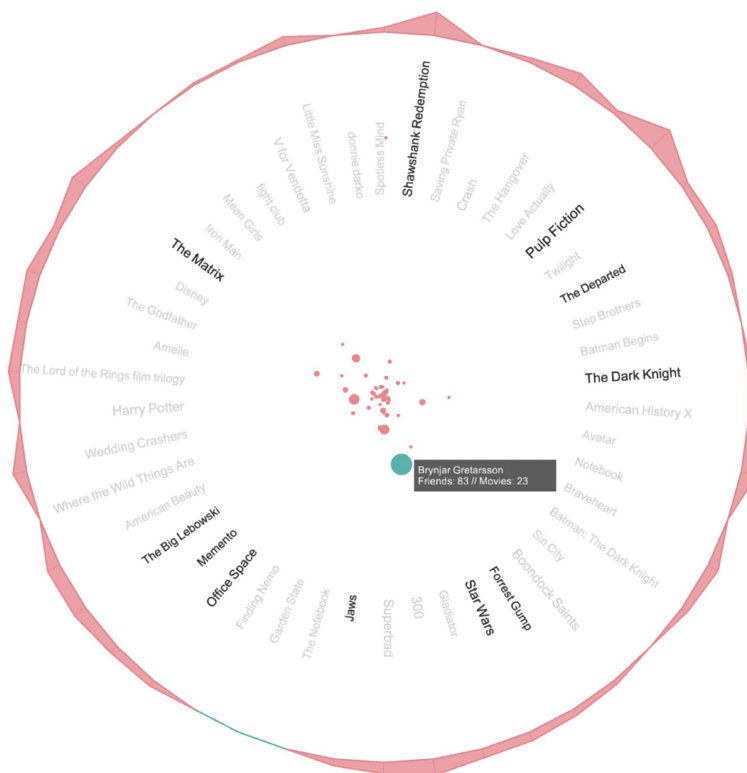 Shawshank Redemption
Saving Private Ryan
Crash
The Hangover
Love Actually
Pulp Fiction
Twilight
The Departed
Step Brothers
Batman Begins
The Dark Knight
American History X
Avatar
Notebook
Braveheart
Batman: The Dark Knight
Sin City
Boondock Saints
Forrest Gump
Star Wars
Gladiator
300
Superbad
Jaws
The Notebook
Garden State
Finding Nemo
Office Space
Memento
The Big Lebowski
American Beauty
Where the Wild Things Are
Wedding Crashers
Harry Potter
The Lord of the Rings film trilogy
Amelie
The Godfather
Disney
The Matrix
Iron Man
Mean Girls
fight club
V for Vendetta
Little Miss Sunshine
donnie darko
Spotless Mind
Brynjar Gretarsson
Friends: 83 // Movies: 23